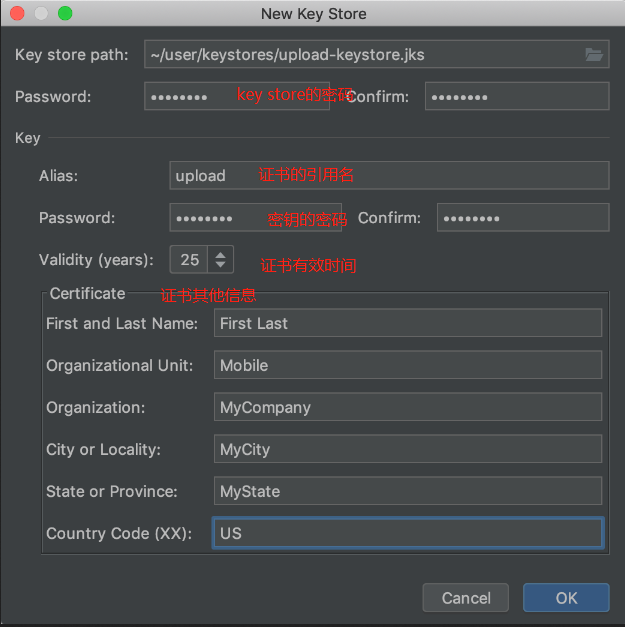 New Key Store
Key store path: ~/user/keystores/upload-keystore.jks
Password: •••••••• key store的密码 Confirm: ••••••••
Key
Alias: upload 证书的引用名
Password: •••••••• 密钥的密码 Confirm: ••••••••
Validity (years): 25 证书有效时间
Certificate 证书其他信息
First and Last Name: First Last
Organizational Unit: Mobile
Organization: MyCompany
City or Locality: MyCity
State or Province: MyState
Country Code (XX): US
Cancel OK